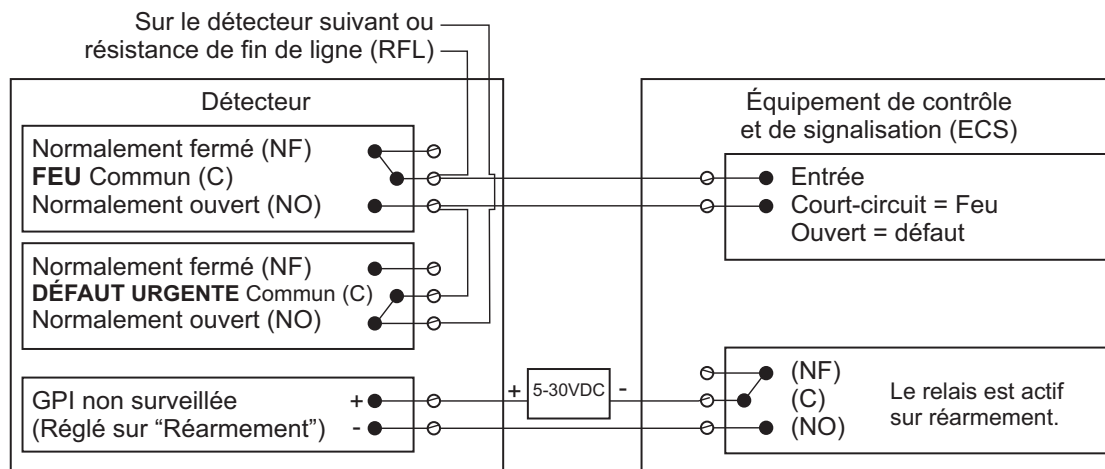 Sur le détecteur suivant ou
résistance de fin de ligne (RFL)
Détecteur
Normalement fermé (NF)
FEU Commun (C)
Normalement ouvert (NO)
Normalement fermé (NF)
DÉFAUT URGENTE Commun (C)
Normalement ouvert (NO)
GPI non surveillée +
(Réglé sur “Réarmement”) -
+ 5-30VDC -
Équipement de contrôle
et de signalisation (ECS)
Entrée
Court-circuit = Feu
Ouvert = défaut
(NF)
(C)
(NO)
Le relais est actif
sur réarmement.